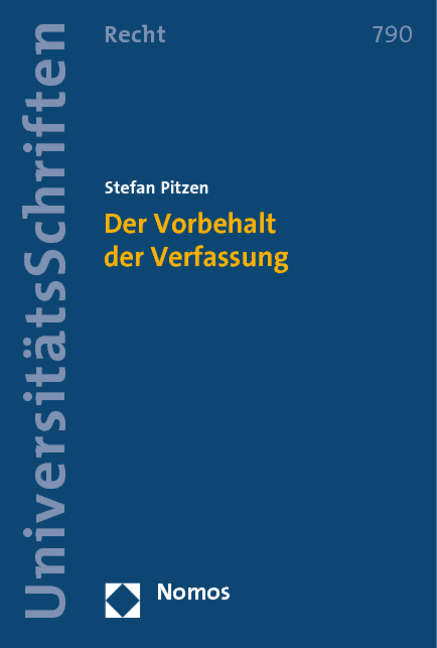 UniversitätsSchriften
Recht 790
Stefan Pitzen
Der Vorbehalt
der Verfassung
Nomos